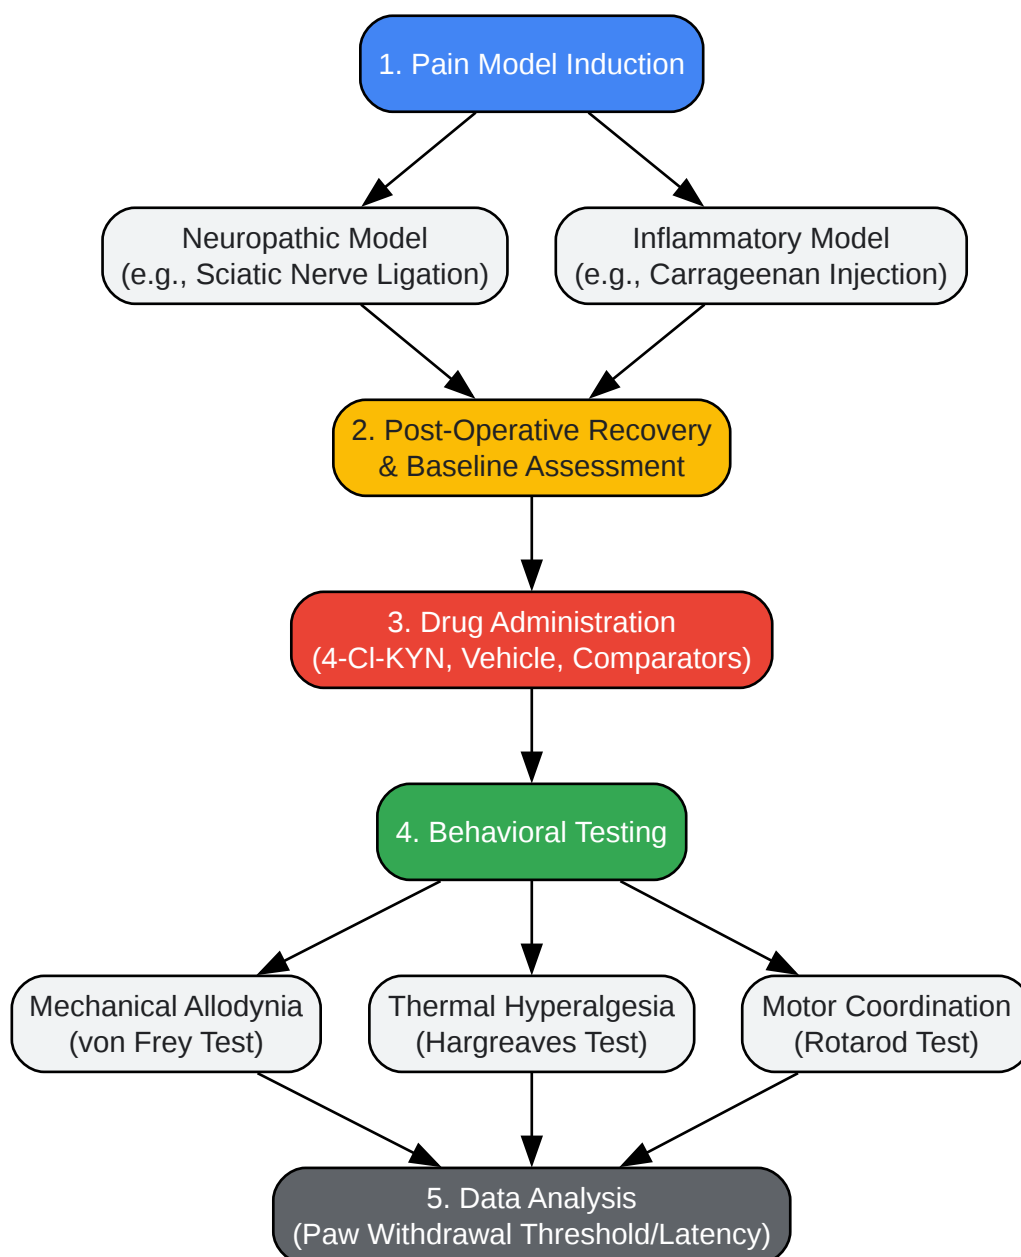 1. Pain Model Induction
Neuropathic Model
(e.g., Sciatic Nerve Ligation)
Inflammatory Model
(e.g., Carrageenan Injection)
2. Post-Operative Recovery
& Baseline Assessment
3. Drug Administration
(4-Cl-KYN, Vehicle, Comparators)
4. Behavioral Testing
Mechanical Allodynia
(von Frey Test)
Thermal Hyperalgesia
(Hargreaves Test)
Motor Coordination
(Rotarod Test)
5. Data Analysis
(Paw Withdrawal Threshold/Latency)